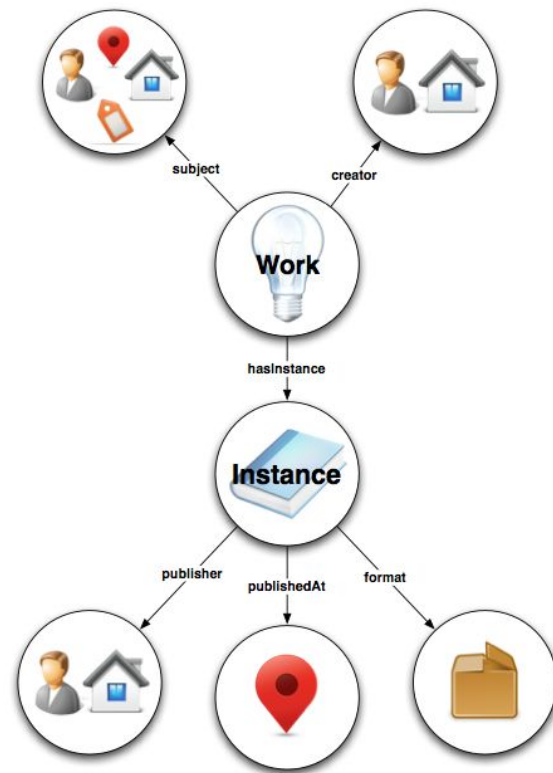 subject
creator
Work
hasInstance
Instance
publisher
publishedAt
format